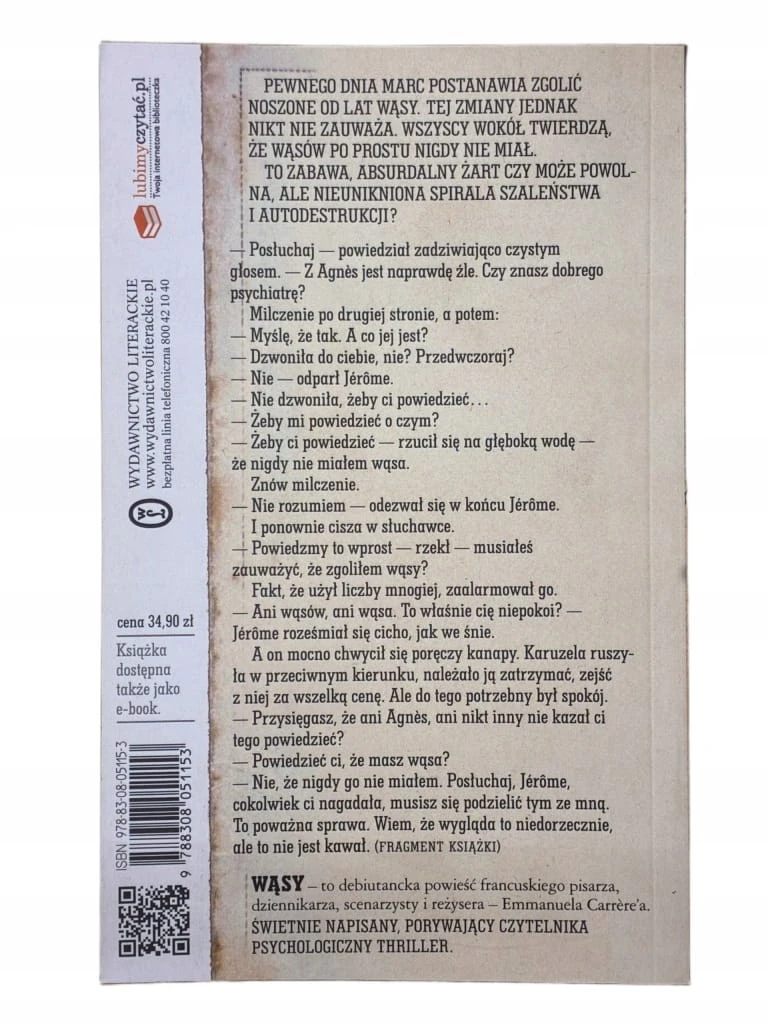 PEWNEGO DNIA MARC POSTANAWIA ZGOLIĆ
NOSZONE OD LAT WĄSY. TEJ ZMIANY JEDNAK
NIKT NIE ZAUWAŻA. WSZYSCY WOKÓŁ TWIERDZĄ,
ŻE WĄSÓW PO PROSTU NIGDY NIE MIAŁ.
TO ZABAWA, ABSURDALNY ŻART CZY MOŻE POWOL-
NA, ALE NIEUNIKNIONA SPIRALA SZALEŃSTWA
I AUTODESTRUKCJI?
— Posłuchaj — powiedział zadziwiająco czystym
głosem. — Z Agnès jest naprawdę źle. Czy znasz dobrego
psychiatrę?
Milczenie po drugiej stronie, a potem:
— Myślę, że tak. A co jej jest?
— Dzwoniła do ciebie, nie? Przedwczoraj?
— Nie — odparł Jérôme.
— Nie dzwoniła, żeby ci powiedzieć...
— Żeby mi powiedzieć o czym?
— Żeby ci powiedzieć — rzucił się na głęboką wodę —
że nigdy nie miałem wąsa.
Znów milczenie.
— Nie rozumiem — odezwał się w końcu Jérôme.
I ponownie cisza w słuchawce.
— Powiedzmy to wprost — rzekł — musiałeś
zauważyć, że zgoliłem wąsy?
Fakt, że użył liczby mnogiej, zaalarmował go.
— Ani wąsów, ani wąsa. To właśnie cię niepokoi? —
Jérôme roześmiał się cicho, jak we śnie.
A on mocno chwycił się poręczy kanapy. Karuzela ruszy-
ła w przeciwnym kierunku, należało ją zatrzymać, zejść
z niej za wszelką cenę. Ale do tego potrzebny był spokój.
— Przysięgasz, że ani Agnès, ani nikt inny nie kazał ci
tego powiedzieć?
— Powiedzieć ci, że masz wąsa?
— Nie, że nigdy go nie miałem. Posłuchaj, Jérôme,
cokolwiek ci nagadała, musisz się podzielić tym ze mną.
To poważna sprawa. Wiem, że wygląda to niedorzecznie,
ale to nie jest kawał. (FRAGMENT KSIĄŻKI)
WĄSY – to debiutancka powieść francuskiego pisarza,
dziennikarza, scenarzysty i reżysera – Emmanuela Carrère'a.
ŚWIETNIE NAPISANY, PORYWAJĄCY CZYTELNIKA
PSYCHOLOGICZNY THRILLER.
lubimyczytać.pl
Twoja internetowa biblioteczka
WYDAWNICTWO LITERACKIE
www.wydawnictwoliterackie.pl
bezpłatna linia telefoniczna 800 42 10 40
cena 34,90 zł
Książka
dostępna
także jako
e-book.
ISBN 978-83-08-05115-3
9 788308 051153